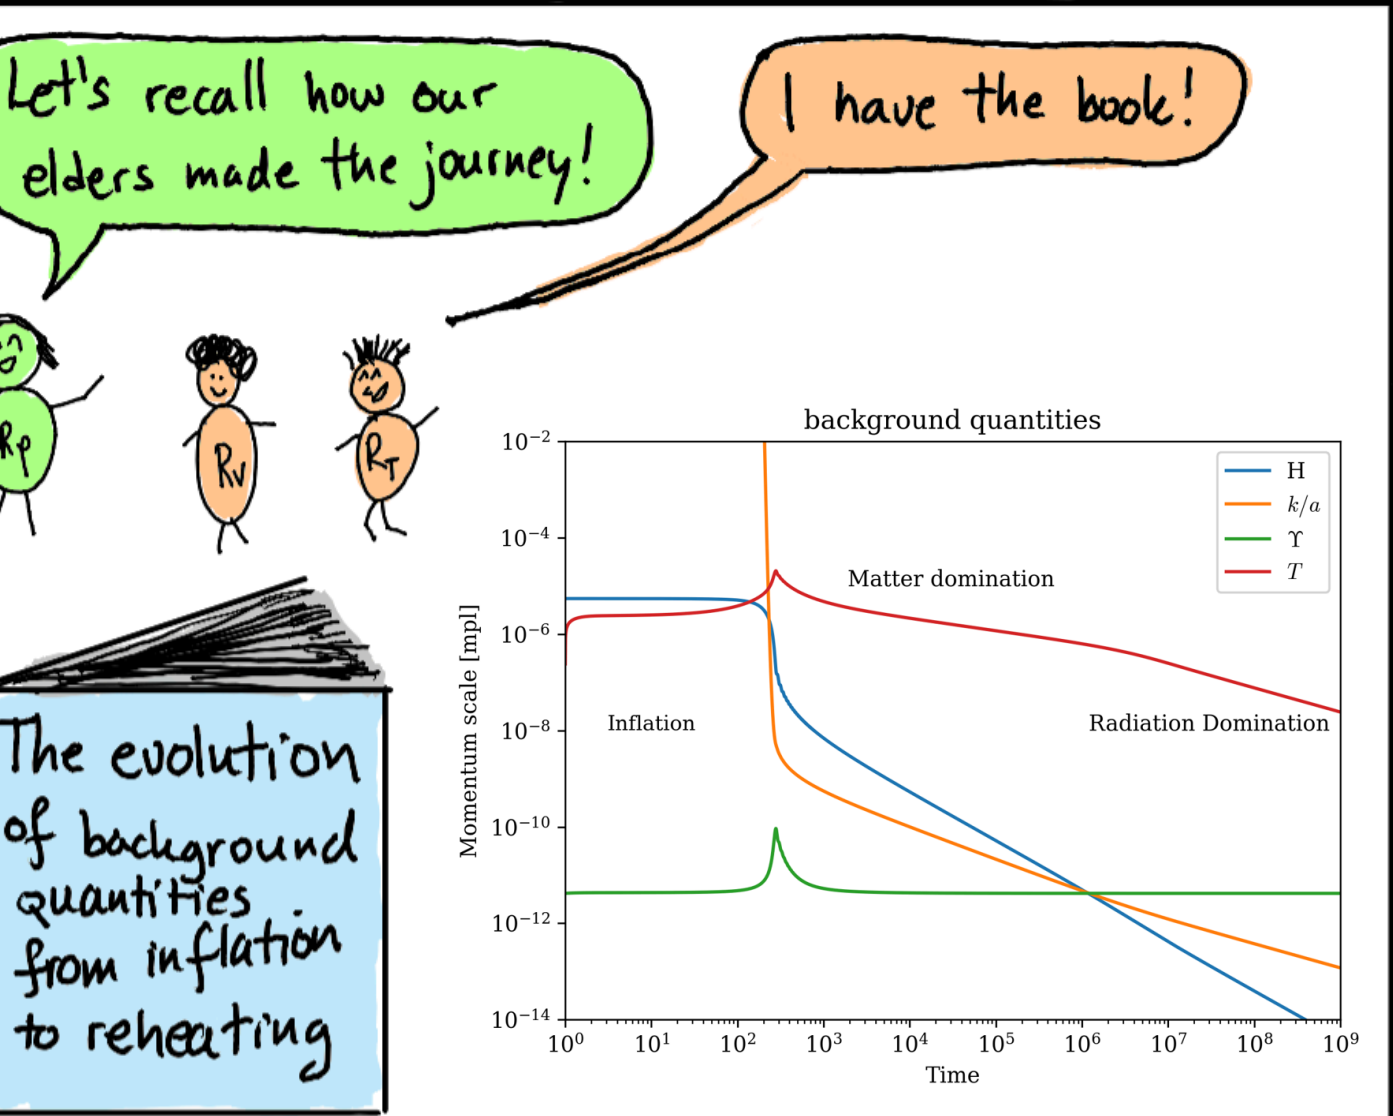 Let's recall how our
elders made the journey!
I have the book!
Rρ
Rv
RT
The evolution
of background
quantities
from inflation
to reheating
background quantities
10⁻²
10⁻⁴
10⁻⁶
10⁻⁸
10⁻¹⁰
10⁻¹²
10⁻¹⁴
Momentum scale [mpl]
H
k/a
ϒ
T
Matter domination
Inflation
Radiation Domination
10⁰ 10¹ 10² 10³ 10⁴ 10⁵ 10⁶ 10⁷ 10⁸ 10⁹
Time